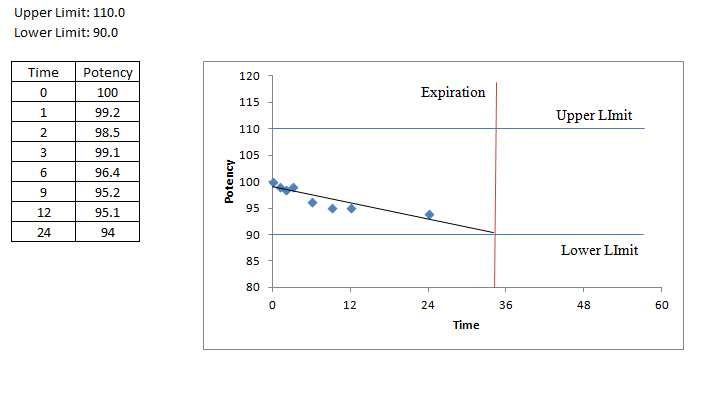 Upper Limit: 110.0
Lower Limit: 90.0
Time Potency
0 100
1 99.2
2 98.5
3 99.1
6 96.4
9 95.2
12 95.1
24 94
120
115
110
105
100
95
90
85
80
Potency
Expiration
Upper LImit
Lower LImit
0 12 24 36 48 60
Time